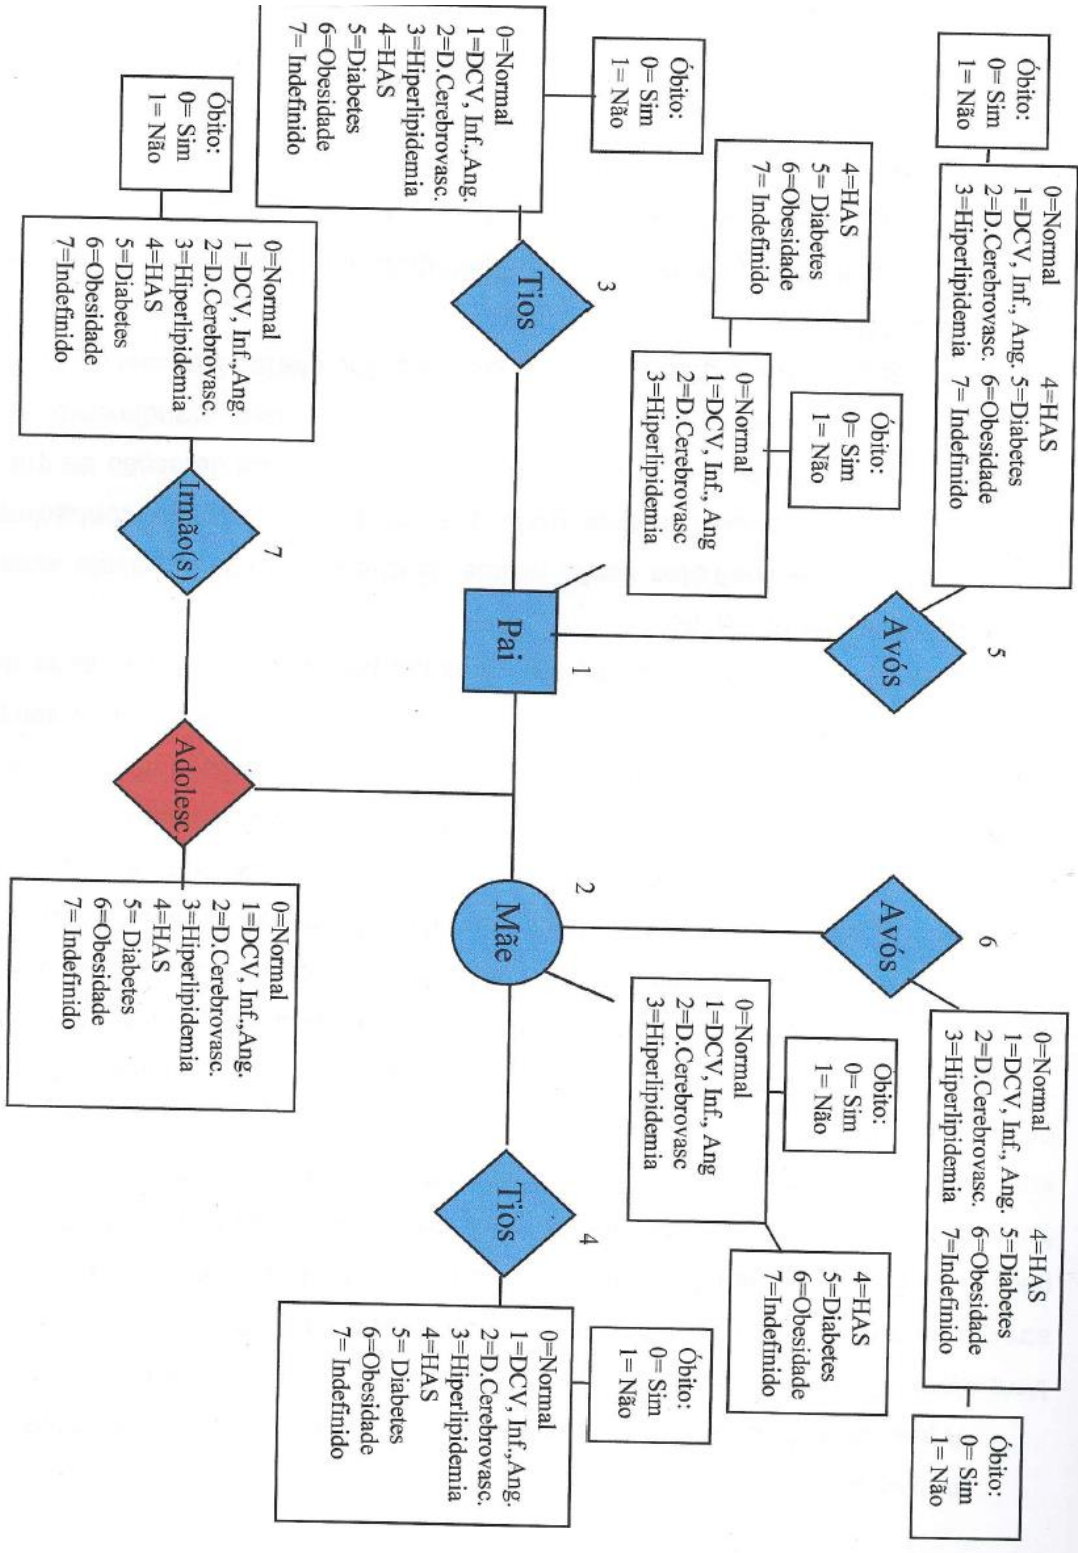 Óbito:
0= Sim
1= Não
0=Normal 4=HAS
1=DCV, Inf., Ang. 5=Diabetes
2=D.Cerebrovasc. 6=Obesidade
3=Hiperlipidemia 7= Indefinido
0=Normal 4=HAS
1=DCV, Inf., Ang. 5=Diabetes
2=D.Cerebrovasc. 6=Obesidade
3=Hiperlipidemia 7=Indefinido
Óbito:
0= Sim
1= Não
5
Avós
6
Avós
4=HAS
5= Diabetes
6=Obesidade
7= Indefinido
Óbito:
0= Sim
1= Não
0=Normal
1=DCV, Inf., Ang
2=D.Cerebrovasc
3=Hiperlipidemia
Óbito:
0= Sim
1= Não
0=Normal
1=DCV, Inf., Ang
2=D.Cerebrovasc
3=Hiperlipidemia
4=HAS
5=Diabetes
6=Obesidade
7=Indefinido
Óbito:
0= Sim
1= Não
0=Normal
1=DCV, Inf.,Ang.
2=D.Cerebrovasc.
3=Hiperlipidemia
4=HAS
5=Diabetes
6=Obesidade
7= Indefinido
3
Tios
1
Pai
2
Mãe
4
Tios
Óbito:
0= Sim
1= Não
0=Normal
1=DCV, Inf.,Ang.
2=D.Cerebrovasc.
3=Hiperlipidemia
4=HAS
5= Diabetes
6=Obesidade
7= Indefinido
Óbito:
0= Sim
1= Não
0=Normal
1=DCV, Inf.,Ang.
2=D.Cerebrovasc.
3=Hiperlipidemia
4=HAS
5=Diabetes
6=Obesidade
7=Indefinido
7
Irmão(s)
Adolesc
0=Normal
1=DCV, Inf.,Ang.
2=D.Cerebrovasc.
3=Hiperlipidemia
4=HAS
5= Diabetes
6=Obesidade
7= Indefinido